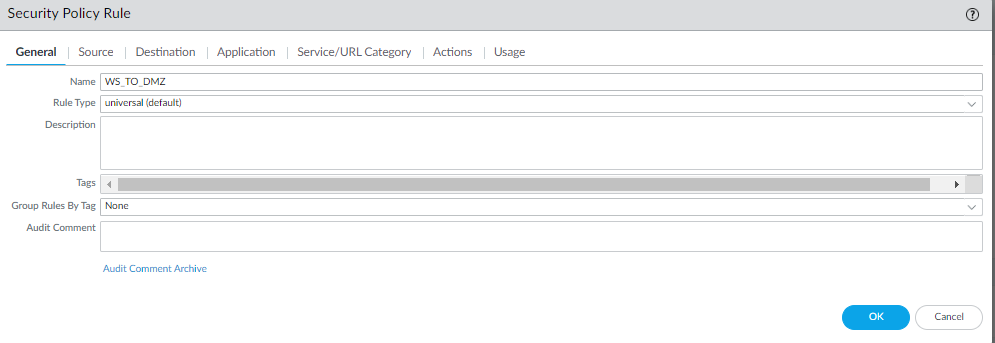 Security Policy Rule
General Source Destination Application Service/URL Category Actions Usage
Name WS_TO_DMZ
Rule Type universal (default)
Description
Tags
Group Rules By Tag None
Audit Comment
Audit Comment Archive
OK Cancel